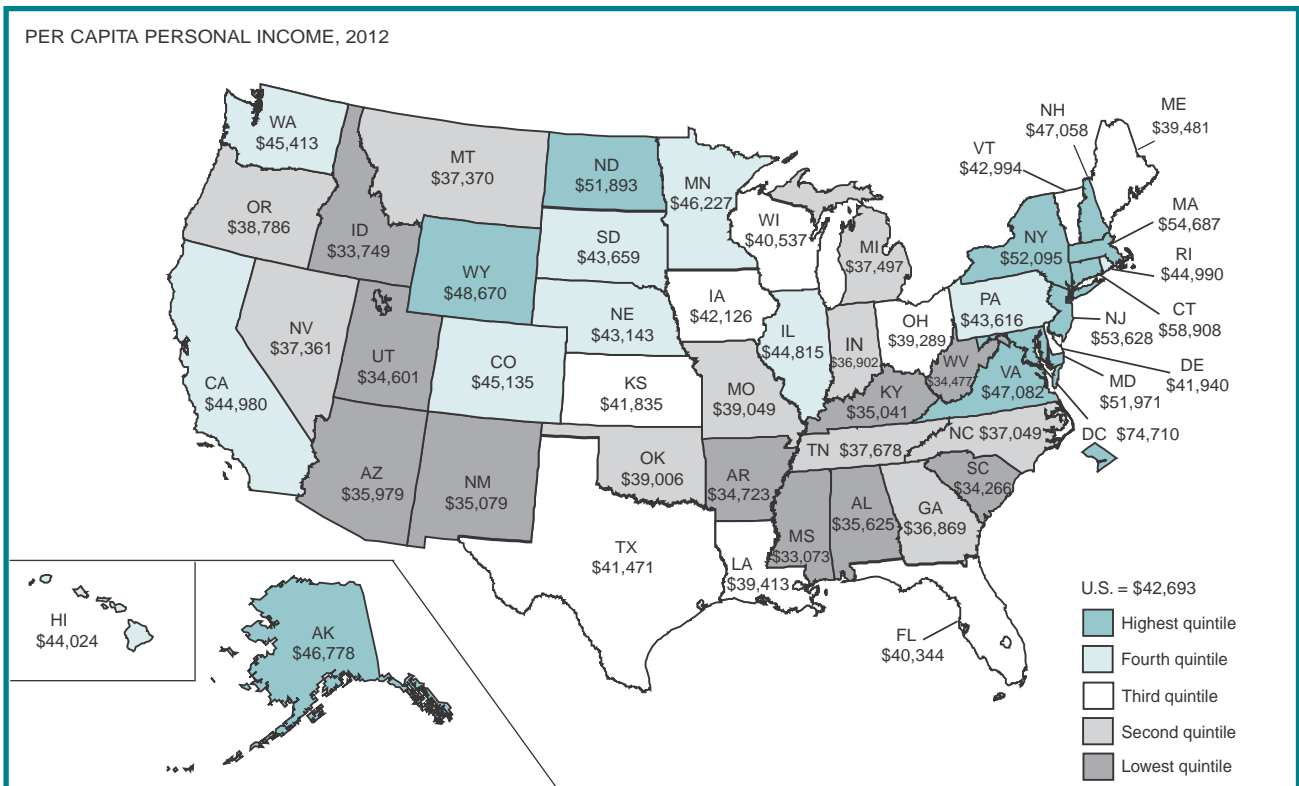 PER CAPITA PERSONAL INCOME, 2012
WA
$45,413
MT
$37,370
ND
$51,893
MN
$46,227
OR
$38,786
ID
$33,749
WY
$48,670
SD
$43,659
WI
$40,537
MI
$37,497
NY
$52,095
VT
$42,994
NH
$47,058
ME
$39,481
MA
$54,687
RI
$44,990
CT
$58,908
NJ
$53,628
DE
$41,940
MD
$51,971
DC $74,710
PA
$43,616
NV
$37,361
UT
$34,601
CA
$44,980
CO
$45,135
NE
$43,143
IA
$42,126
IL
$44,815
IN
$36,902
OH
$39,289
WV
$34,477
VA
$47,082
KS
$41,835
MO
$39,049
KY
$35,041
TN $37,678
NC $37,049
SC
$34,266
AZ
$35,979
NM
$35,079
OK
$39,006
AR
$34,723
MS
$33,073
AL
$35,625
GA
$36,869
TX
$41,471
LA
$39,413
FL
$40,344
HI
$44,024
AK
$46,778
U.S. = $42,693
Highest quintile
Fourth quintile
Third quintile
Second quintile
Lowest quintile